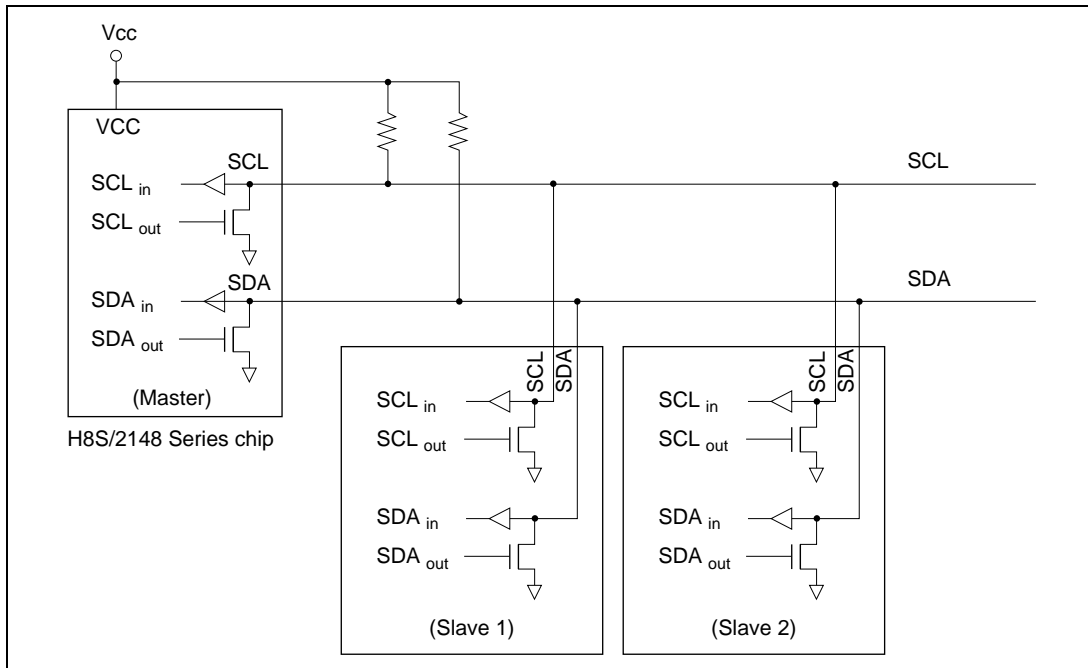 Vcc
VCC
SCL
SCL in
SCL out
SDA
SDA in
SDA out
(Master)
H8S/2148 Series chip
SCL
SDA
SCL
SDA
SCL in
SCL out
SDA in
SDA out
(Slave 1)
SCL
SDA
SCL in
SCL out
SDA in
SDA out
(Slave 2)